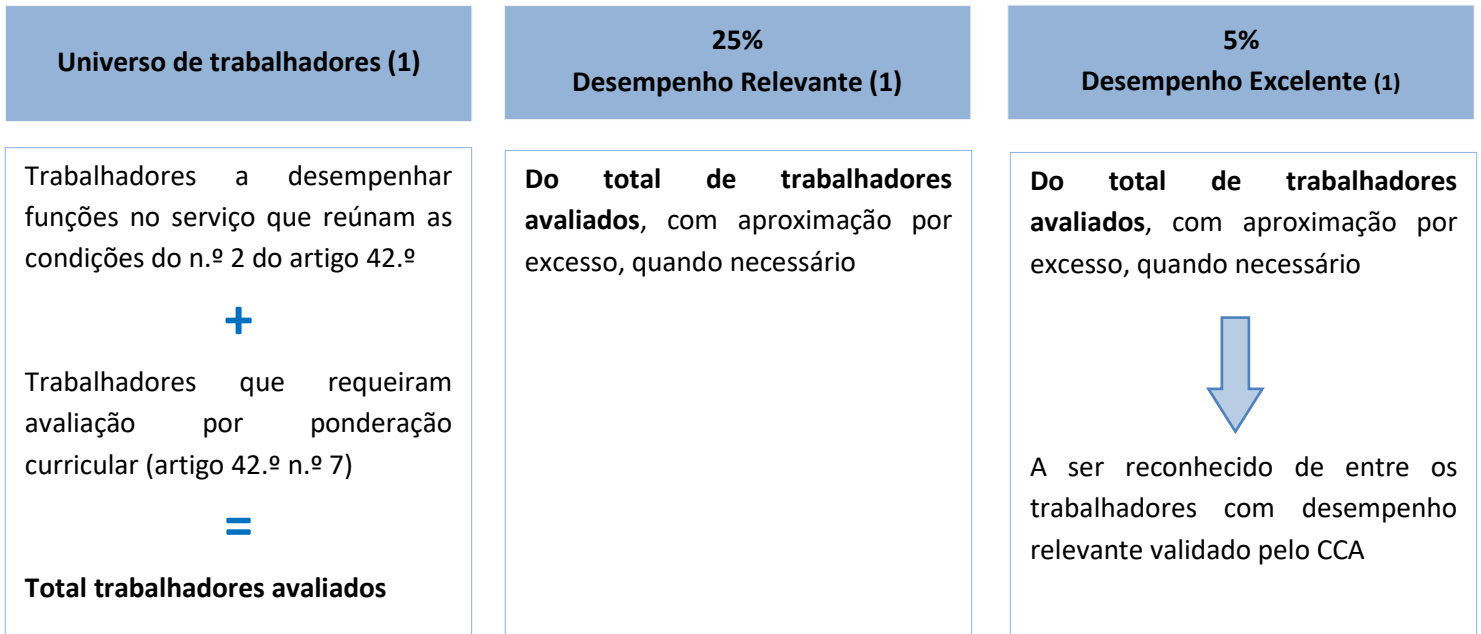 Universo de trabalhadores (1)
Trabalhadores a desempenhar
funções no serviço que reúnam as
condições do n.º 2 do artigo 42.º
+
Trabalhadores que requeiram
avaliação por ponderação
curricular (artigo 42.º n.º 7)
=
Total trabalhadores avaliados
25%
Desempenho Relevante (1)
Do total de trabalhadores
avaliados, com aproximação por
excesso, quando necessário
5%
Desempenho Excelente (1)
Do total de trabalhadores
avaliados, com aproximação por
excesso, quando necessário
A ser reconhecido de entre os
trabalhadores com desempenho
relevante validado pelo CCA